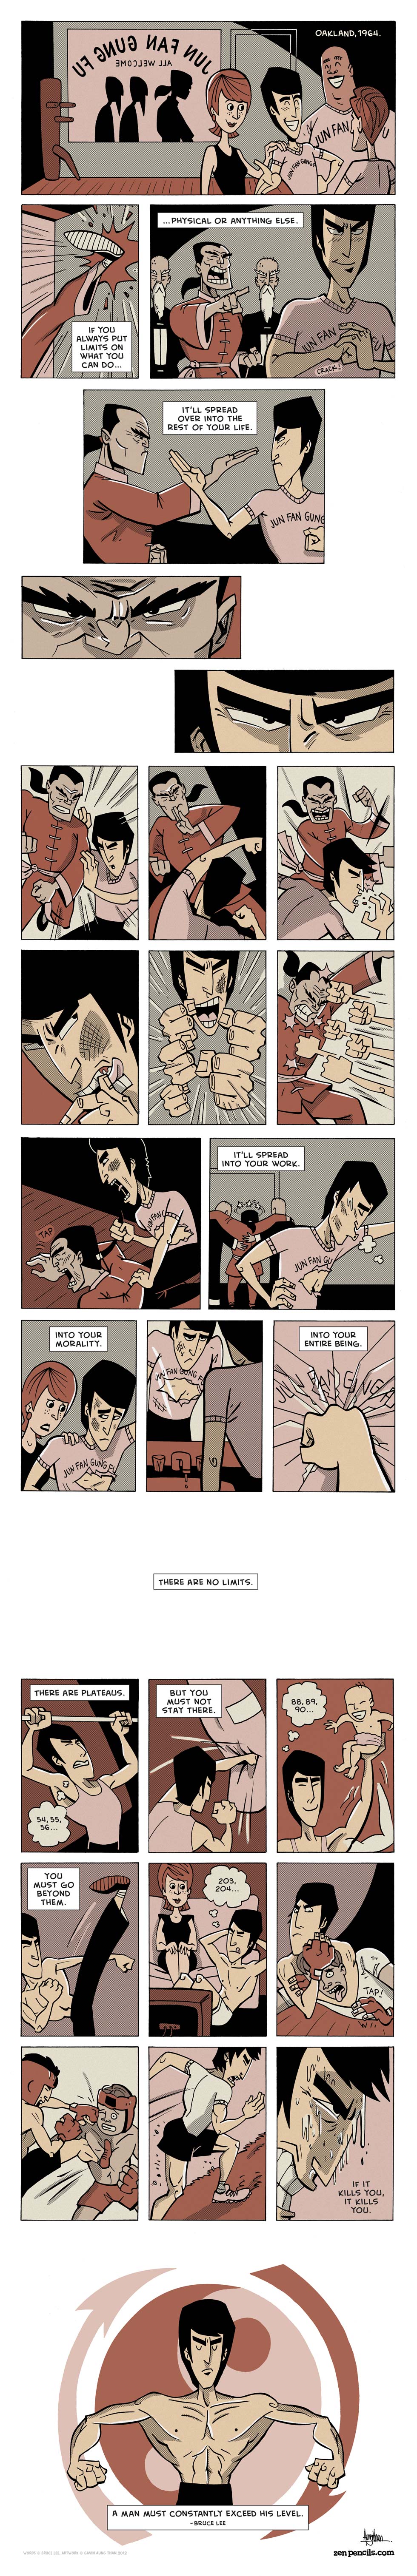 OAKLAND, 1964.
JUN FAN GUNG FU
ALL WELCOME
JUN FAN
U
JUN FAN GUNG F
IF YOU
ALWAYS PUT
LIMITS ON
WHAT YOU
CAN DO...
...PHYSICAL OR ANYTHING ELSE.
JUN FAN
FU
CRACK!
IT'LL SPREAD
OVER INTO THE
REST OF YOUR LIFE.
JUN FAN GUNG
TAP
JUN FAN
IT'LL SPREAD
INTO YOUR WORK.
JUN FAN GU
INTO YOUR
MORALITY.
JUN FAN GUNG FU
JUN FAN GUNG F
INTO YOUR
ENTIRE BEING.
THERE ARE NO LIMITS.
THERE ARE PLATEAUS.
54, 55,
56...
BUT YOU
MUST NOT
STAY THERE.
88, 89,
90...
YOU
MUST GO
BEYOND
THEM.
203,
204...
TAP!
IF IT
KILLS YOU,
IT KILLS
YOU.
A MAN MUST CONSTANTLY EXCEED HIS LEVEL.
-BRUCE LEE
zenpencils.com